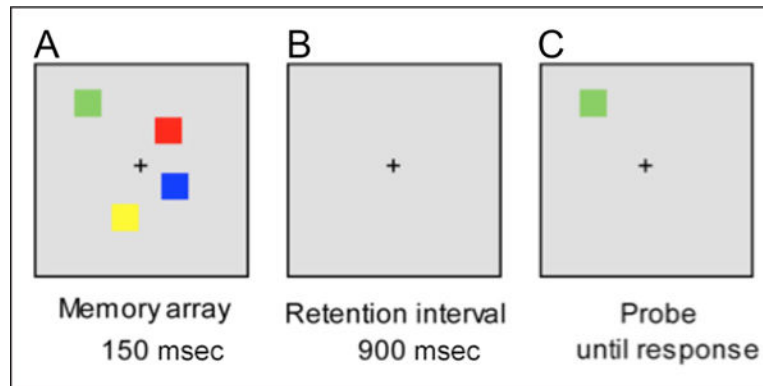 A
B
C
Memory array
150 msec
Retention interval
900 msec
Probe
until response